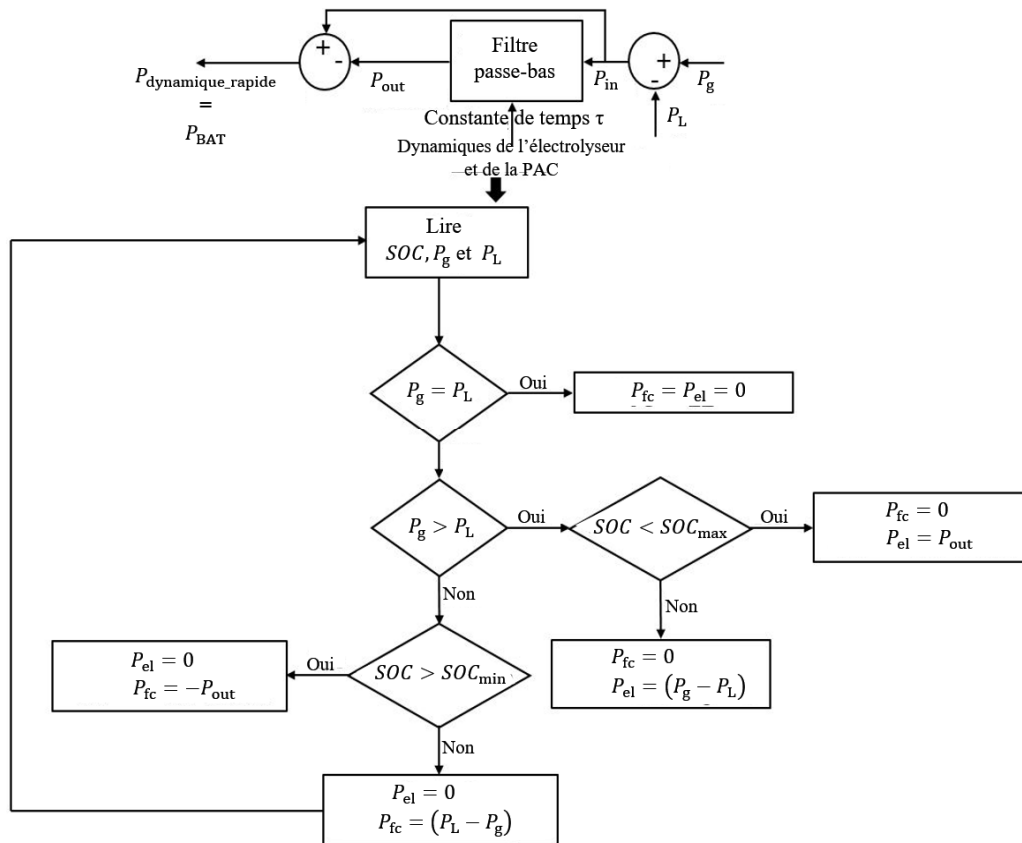 Filtre
passe-bas
+
-
+
-
P_dynamique_rapide
=
P_BAT
P_out
P_in
P_g
P_L
Constante de temps τ
Dynamiques de l’électrolyseur
et de la PAC
Lire
SOC, P_g et P_L
P_g = P_L
Oui
P_fc = P_el = 0
P_g > P_L
Oui
SOC < SOC_max
Oui
P_fc = 0
P_el = P_out
Non
Non
P_fc = 0
P_el = (P_g − P_L)
SOC > SOC_min
Oui
P_el = 0
P_fc = −P_out
Non
P_el = 0
P_fc = (P_L − P_g)